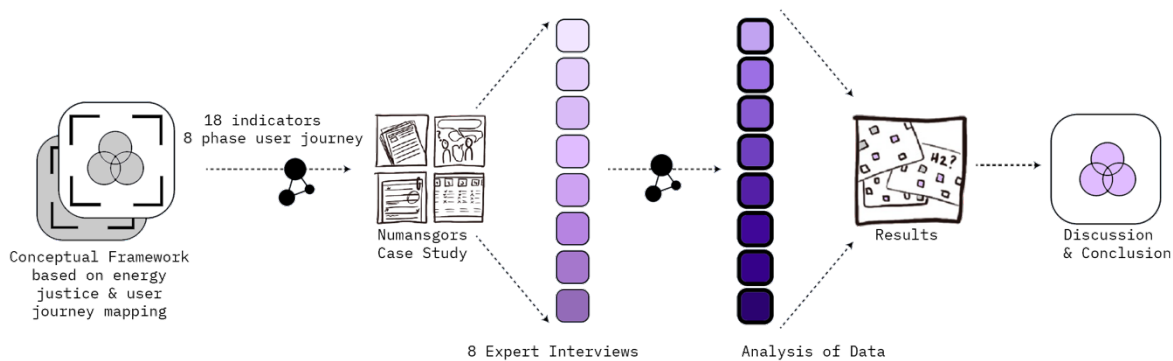 18 indicators
8 phase user journey
Conceptual Framework
based on energy
justice & user
journey mapping
Numansgors
Case Study
8 Expert Interviews
Analysis of Data
H2?
Results
Discussion
& Conclusion